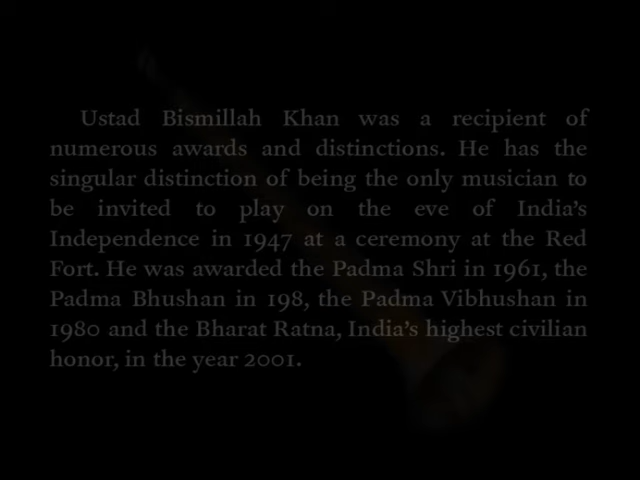 Ustad Bismillah Khan was a recipient of
numerous awards and distinctions. He has the
singular distinction of being the only musician to
be invited to play on the eve of India's
Independence in 1947 at a ceremony at the Red
Fort. He was awarded the Padma Shri in 1961, the
Padma Bhushan in 198, the Padma Vibhushan in
1980 and the Bharat Ratna, India's highest civilian
honor, in the year 2001.